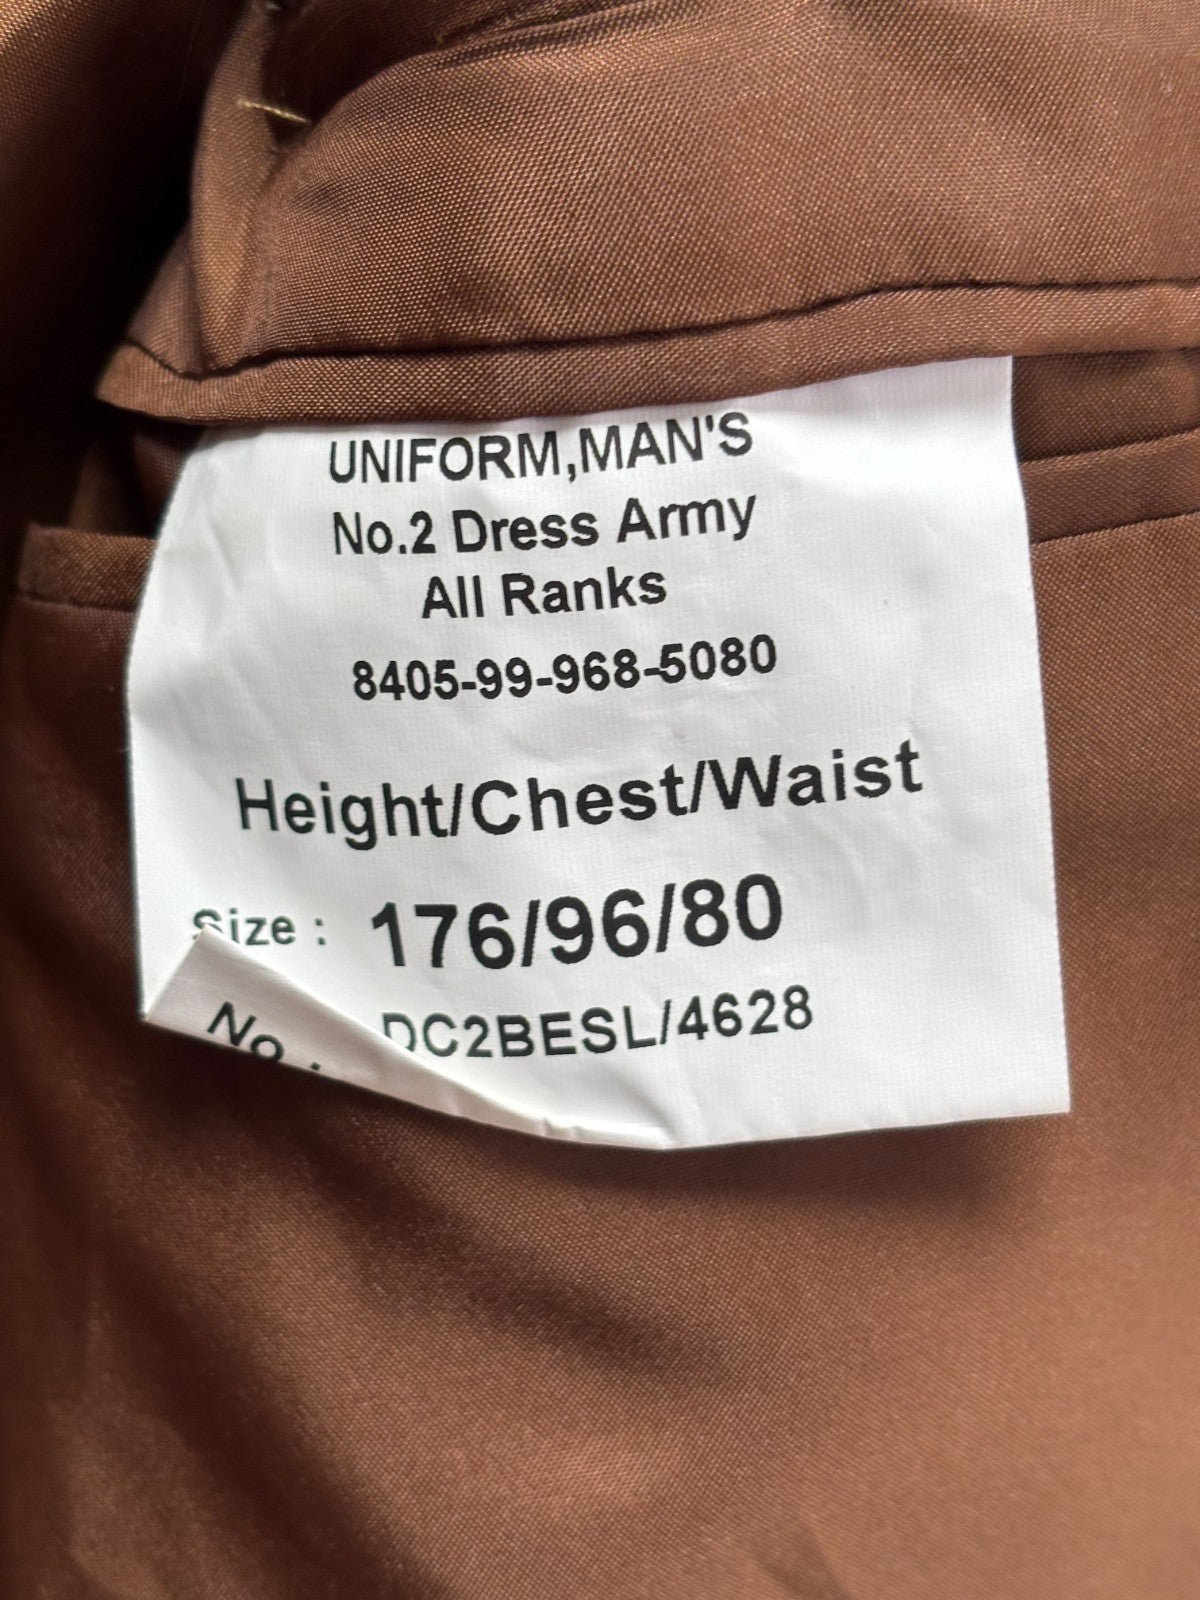 UNIFORM,MAN'S
No.2 Dress Army
All Ranks
8405-99-968-5080
Height/Chest/Waist
Size : 176/96/80
No. : DC2BESL/4628